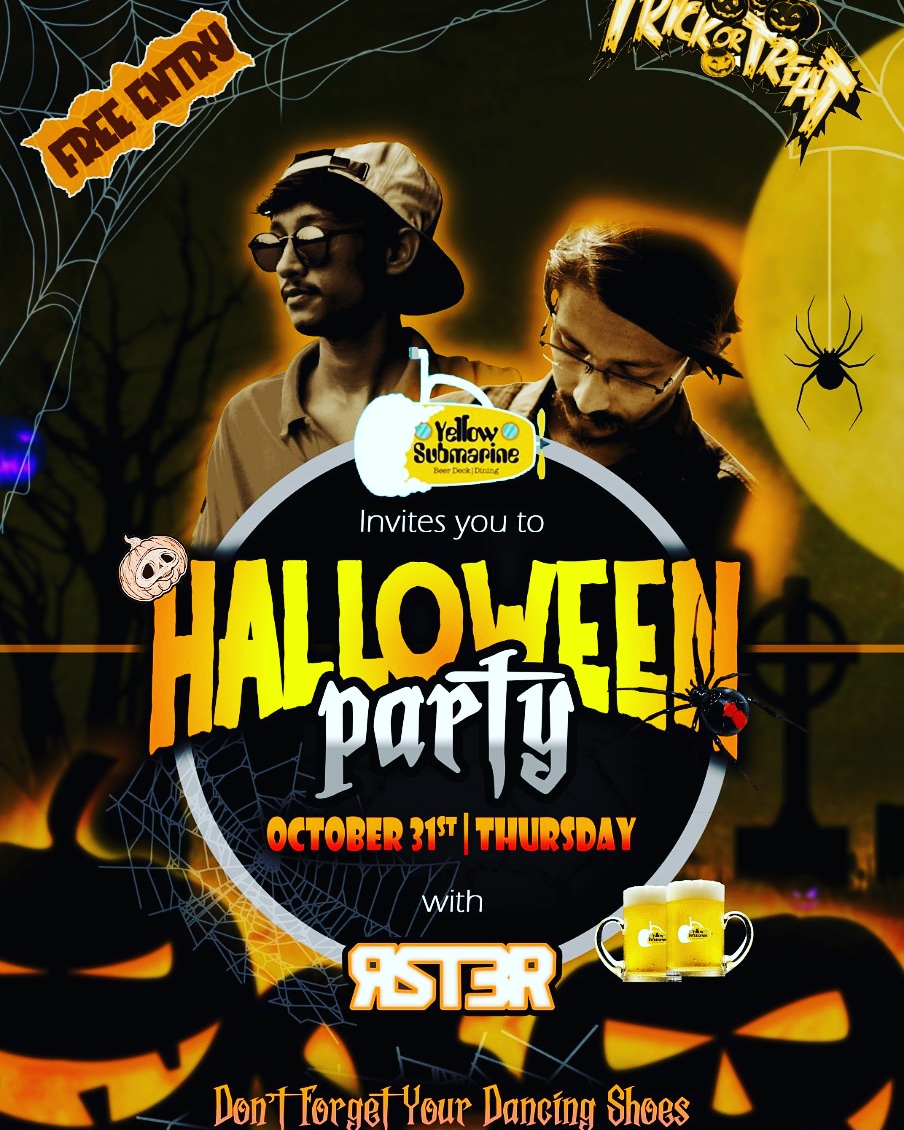 FREE ENTRY
TRICK OR TREAT
Yellow
Submarine
Beer Deck|Dining
Invites you to
HALLOWEEN
party
OCTOBER 31ST | THURSDAY
with
ЯST3R
Don't Forget Your Dancing Shoes